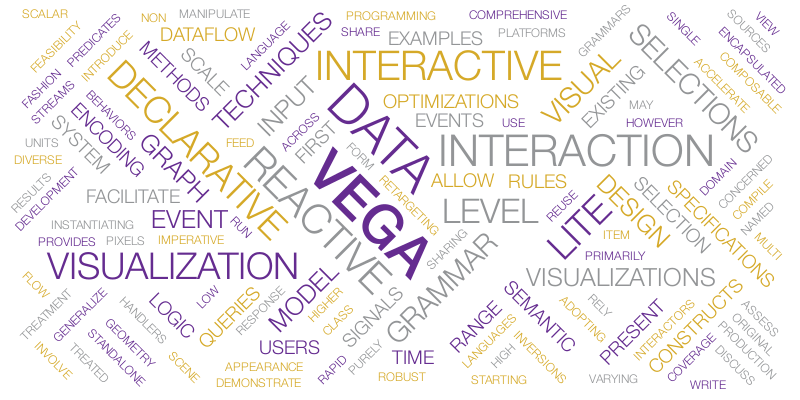 SCALAR
NON
MANIPULATE
PROGRAMMING
COMPREHENSIVE
GRAMMARS
SINGLE
SOURCES
VIEW
FEASIBILITY
PREDICATES
DATAFLOW
LANGUAGE
SHARE
EXAMPLES
PLATFORMS
ENCAPSULATED
FASHION
INTRODUCE
METHODS
SCALE
TECHNIQUES
INTERACTIVE
VISUAL
SELECTIONS
ACCELERATE
COMPOSABLE
STREAMS
BEHAVIORS
DECLARATIVE
INPUT
DATA
OPTIMIZATIONS
EXISTING
MAY
ENCODING
ACROSS
FIRST
EVENTS
USE
HOWEVER
UNITS
SYSTEM
GRAPH
FEED
FORM
INTERACTION
DIVERSE
REACTIVE
VEGA
RETARGETING
ALLOW
RULES
DOMAIN
CONCERNED
RESULTS
DEVELOPMENT
FACILITATE
LEVEL
REUSE
LITE
DESIGN
SELECTION
SPECIFICATIONS
COMPILE
NAMED
INSTANTIATING
EVENT
RUN
PROVIDES
PIXELS
IMPERATIVE
SHARING
ITEM
PRIMARILY
MULTI
VISUALIZATION
MODEL
SIGNALS
GRAMMAR
VISUALIZATIONS
FLOW
TREATMENT
GENERALIZE
HANDLERS
LOGIC
LOW
QUERIES
RESPONSE
HIGHER
CLASS
RANGE
SEMANTIC
ADOPTING
RELY
PRESENT
INTERACTORS
CONSTRUCTS
ASSESS
ORIGINAL
PRODUCTION
INVOLVE
TREATED
STANDALONE
GEOMETRY
SCENE
USERS
APPEARANCE
DEMONSTRATE
RAPID
PURELY
TIME
ROBUST
LANGUAGES
HIGH
INVERSIONS
STARTING
VARYING
COVERAGE
DISCUSS
WRITE